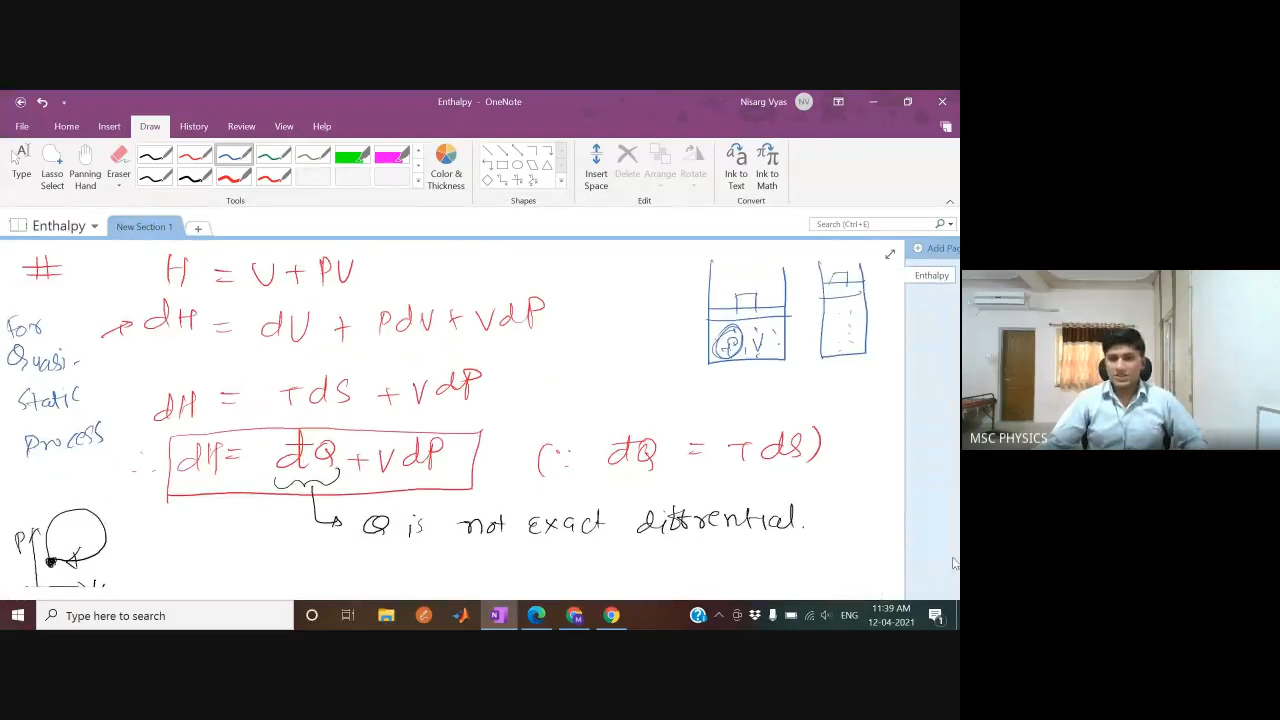 Enthalpy - OneNote
Nisarg Vyas NV
File Home Insert Draw History Review View Help
Type
Lasso Select
Panning Hand
Eraser
Color & Thickness
Insert Space
Delete
Arrange
Rotate
Ink to Text
Ink to Math
Tools
Shapes
Edit
Convert
Enthalpy
New Section 1
Search (Ctrl+E)
Add Pag
Enthalpy
# H = U + PV
For Quasi-
static
process
→ dH = dU + PdV + VdP
dH = TdS + VdP
∴ dH = đQ + VdP (∵ đQ = TdS)
→ Q is not exact differential.
P, V
P
MSC PHYSICS
Type here to search
ENG
11:39 AM
12-04-2021